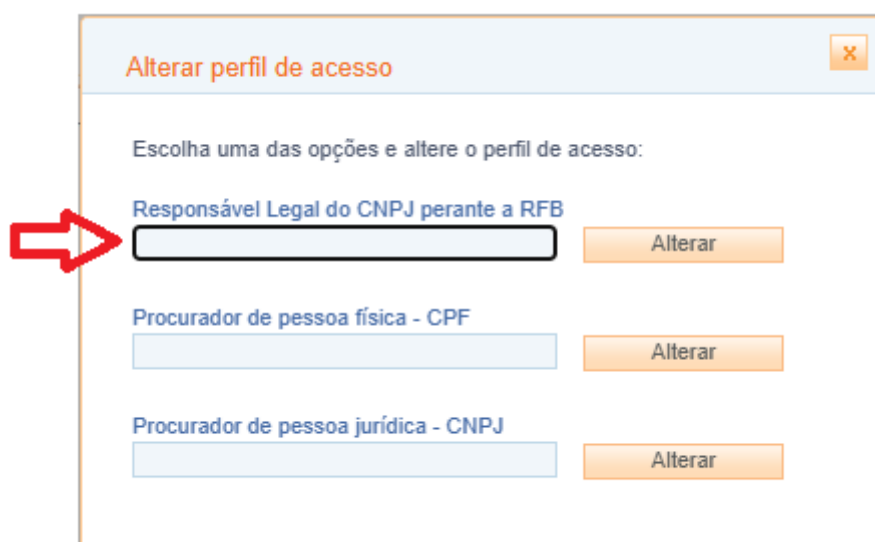 Alterar perfil de acesso
x
Escolha uma das opções e altere o perfil de acesso:
Responsável Legal do CNPJ perante a RFB
Alterar
Procurador de pessoa física - CPF
Alterar
Procurador de pessoa jurídica - CNPJ
Alterar